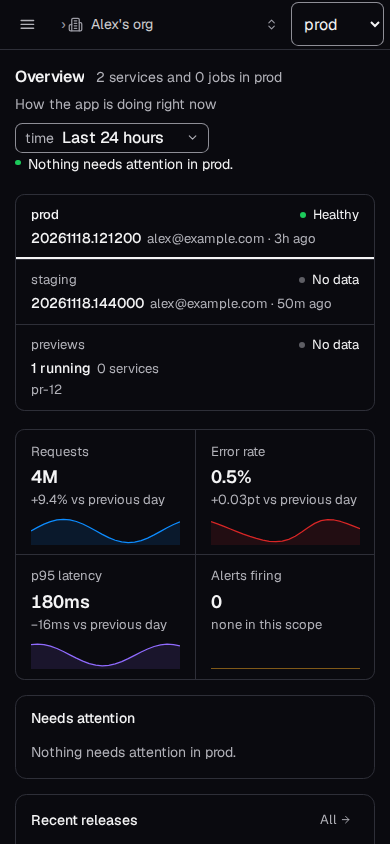 Alex's org
prod
Overview 2 services and 0 jobs in prod
How the app is doing right now
time Last 24 hours
Nothing needs attention in prod.
prod Healthy
20261118.121200 alex@example.com · 3h ago
staging No data
20261118.144000 alex@example.com · 50m ago
previews No data
1 running 0 services
pr-12
Requests
4M
+9.4% vs previous day
Error rate
0.5%
+0.03pt vs previous day
p95 latency
180ms
−16ms vs previous day
Alerts firing
0
none in this scope
Needs attention
Nothing needs attention in prod.
Recent releases All →